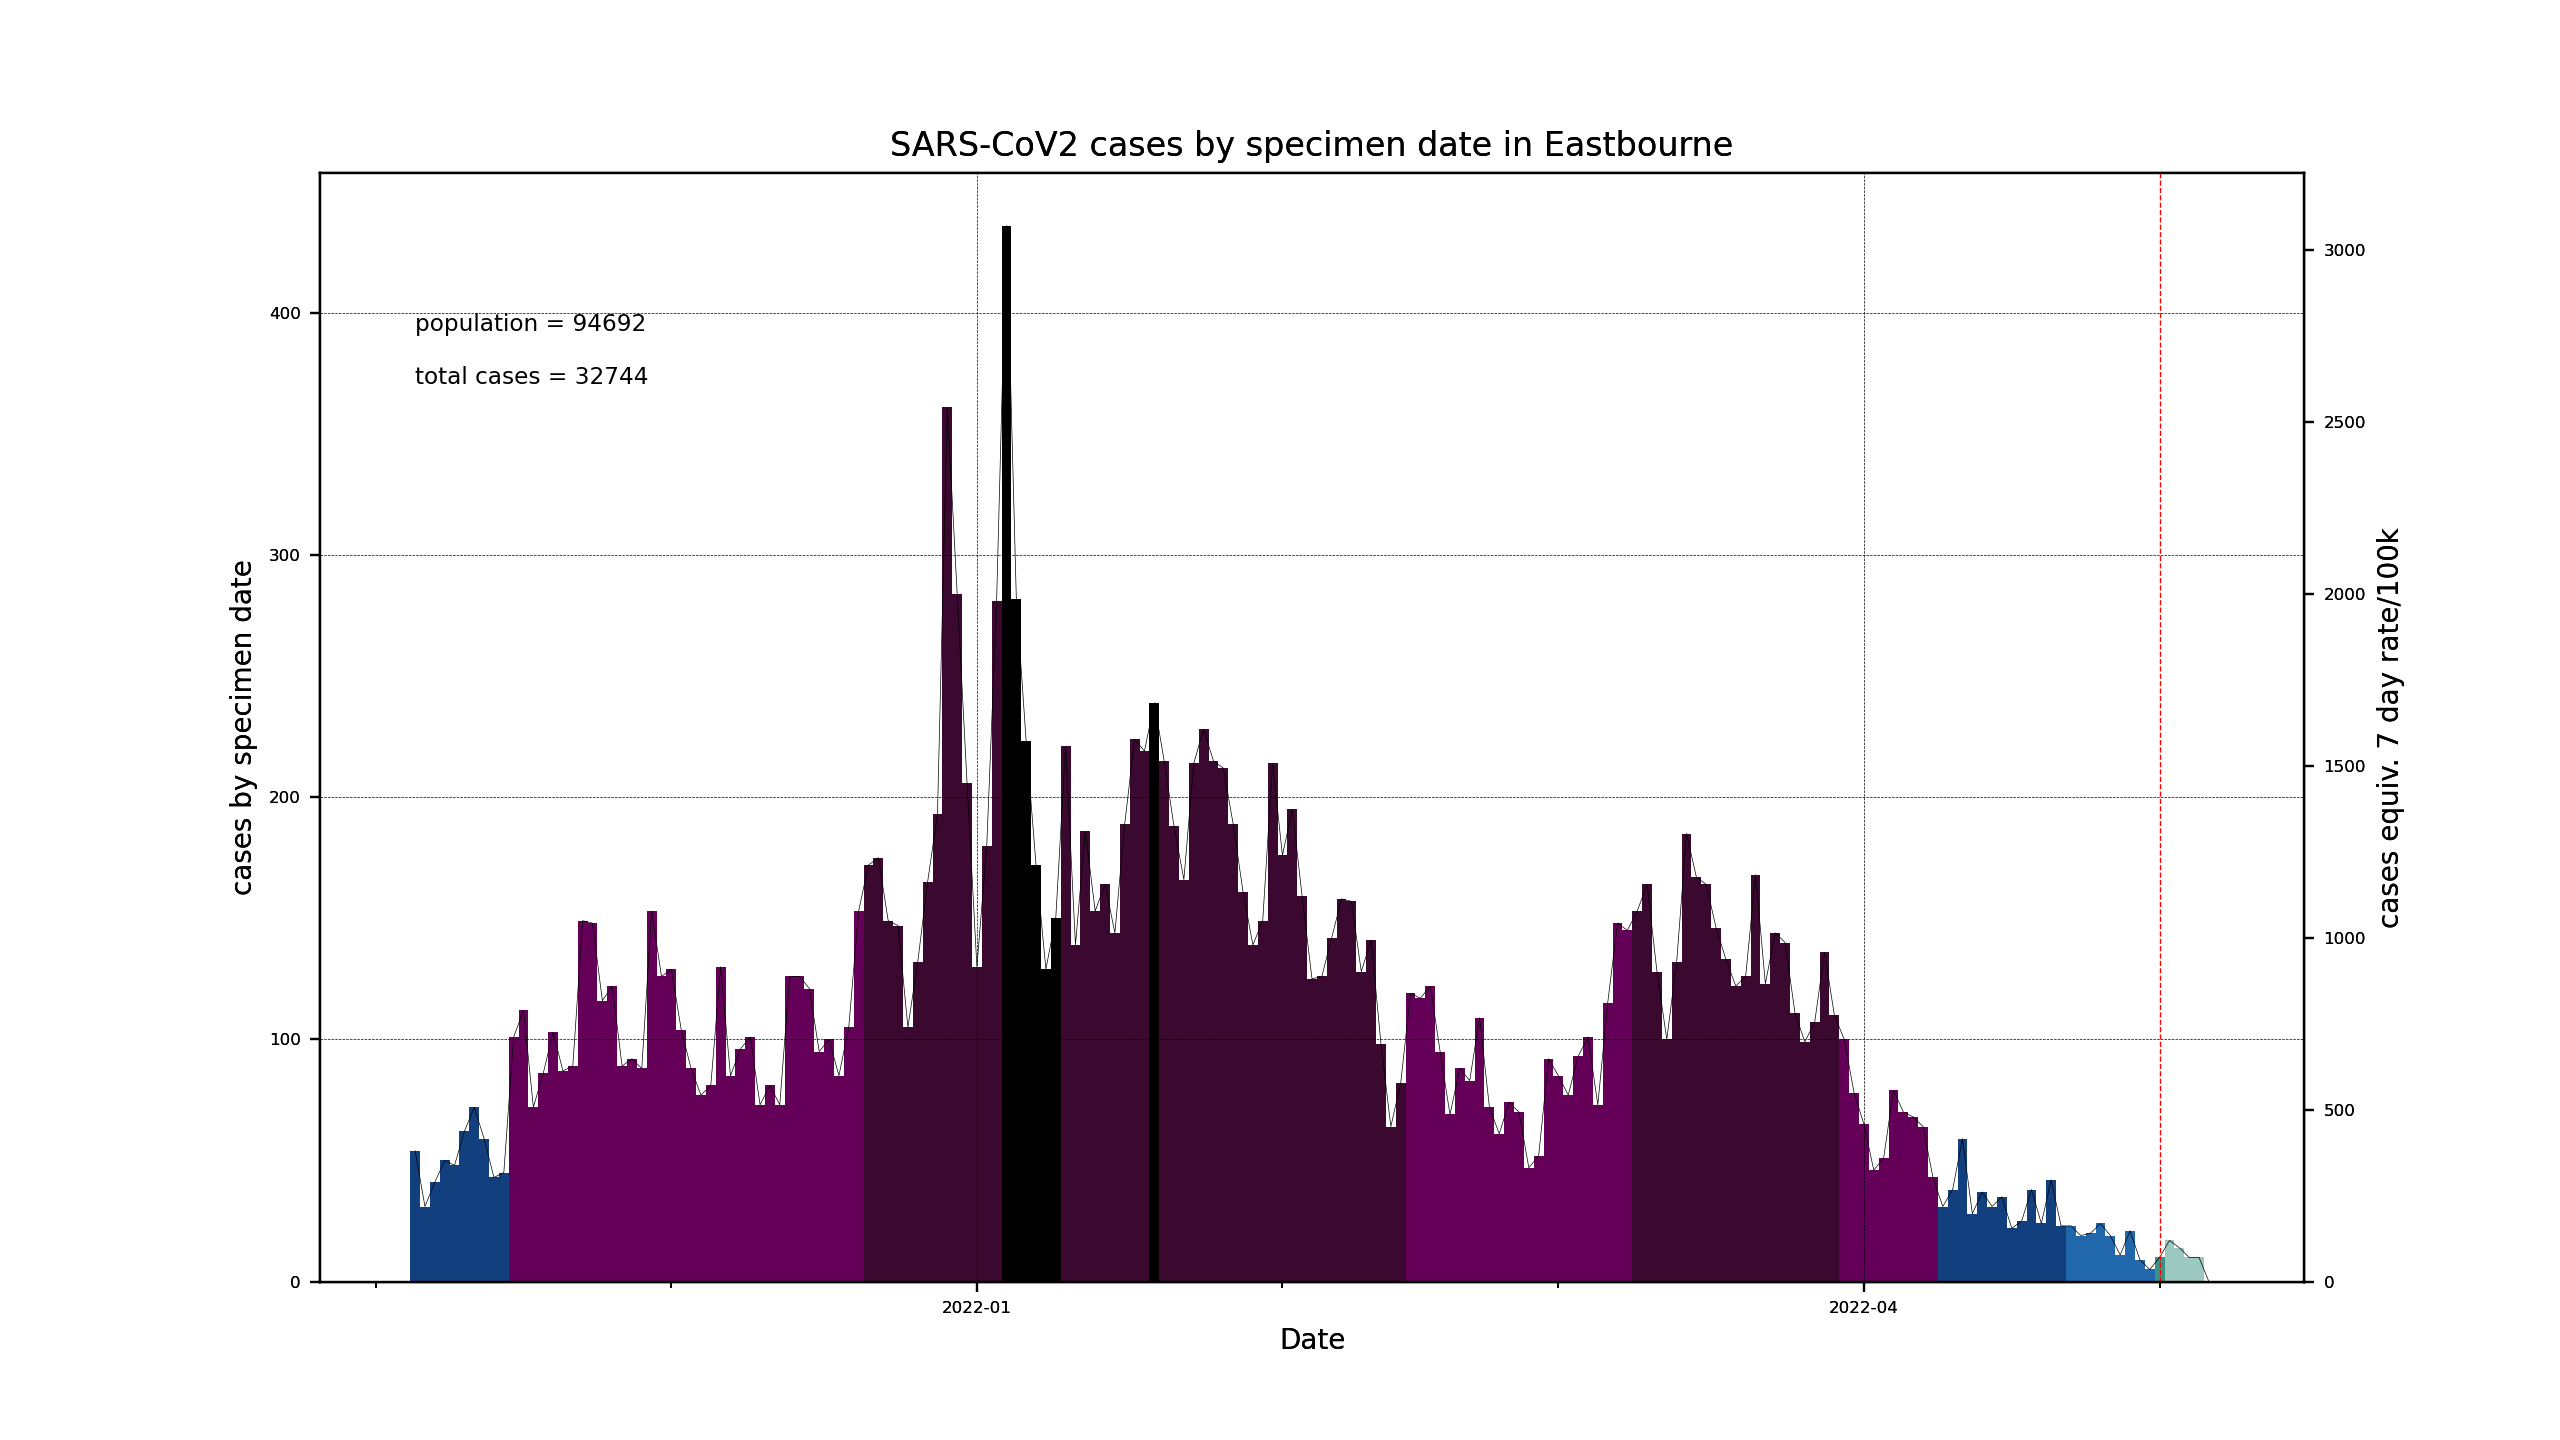 SARS-CoV2 cases by specimen date in Eastbourne
population = 94692
total cases = 32744
cases by specimen date
400
300
200
100
0
3000
2500
2000
1500
1000
500
0
cases equiv. 7 day rate/100k
2022-01
2022-04
Date